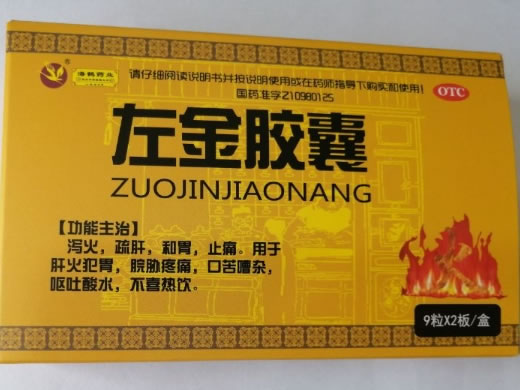 港鹤药业
请仔细阅读说明书并按说明使用或在药师指导下购买和使用!
国药准字Z10980125
OTC
左金胶囊
ZUOJINJIAONANG
【功能主治】
泻火，疏肝，和胃，止痛。用于
肝火犯胃，脘胁疼痛，口苦嘈杂，
呕吐酸水，不喜热饮。
9粒X2板/盒